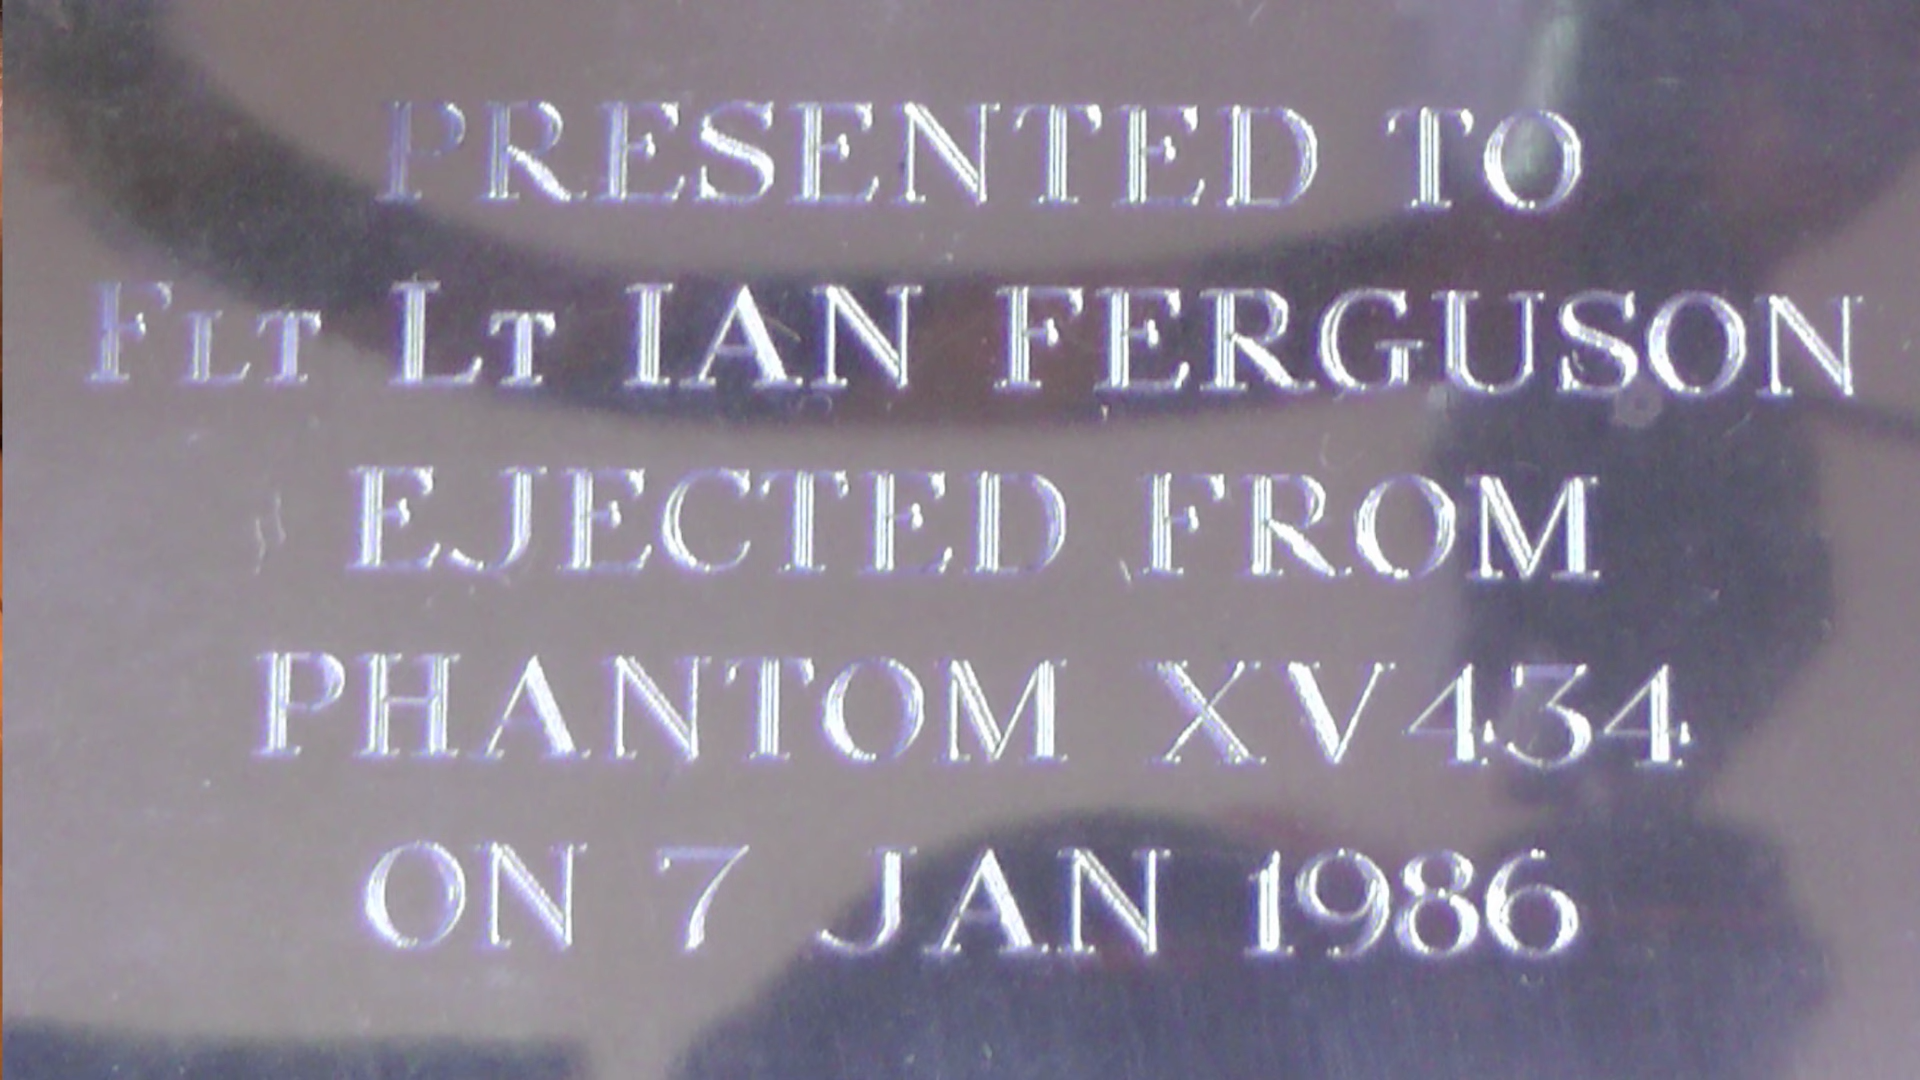 PRESENTED TO
FLT LT IAN FERGUSON
EJECTED FROM
PHANTOM XV434
ON 7 JAN 1986